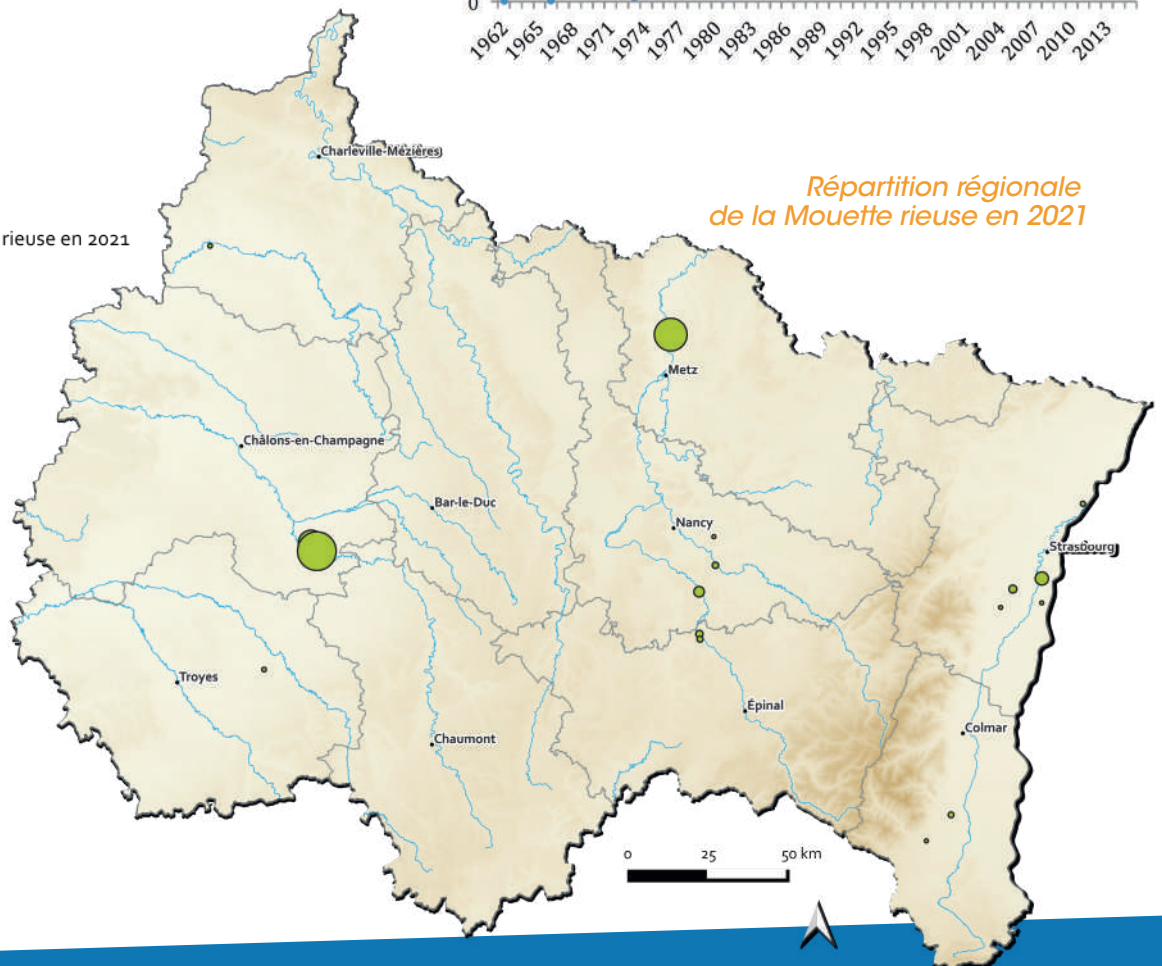 0
1962 1965 1968 1971 1974 1977 1980 1983 1986 1989 1992 1995 1998 2001 2004 2007 2010 2013
Charleville-Mézières
Répartition régionale
de la Mouette rieuse en 2021
rieuse en 2021
Metz
Châlons-en-Champagne
Bar-le-Duc
Nancy
Strasbourg
Troyes
Épinal
Colmar
Chaumont
0 25 50 km